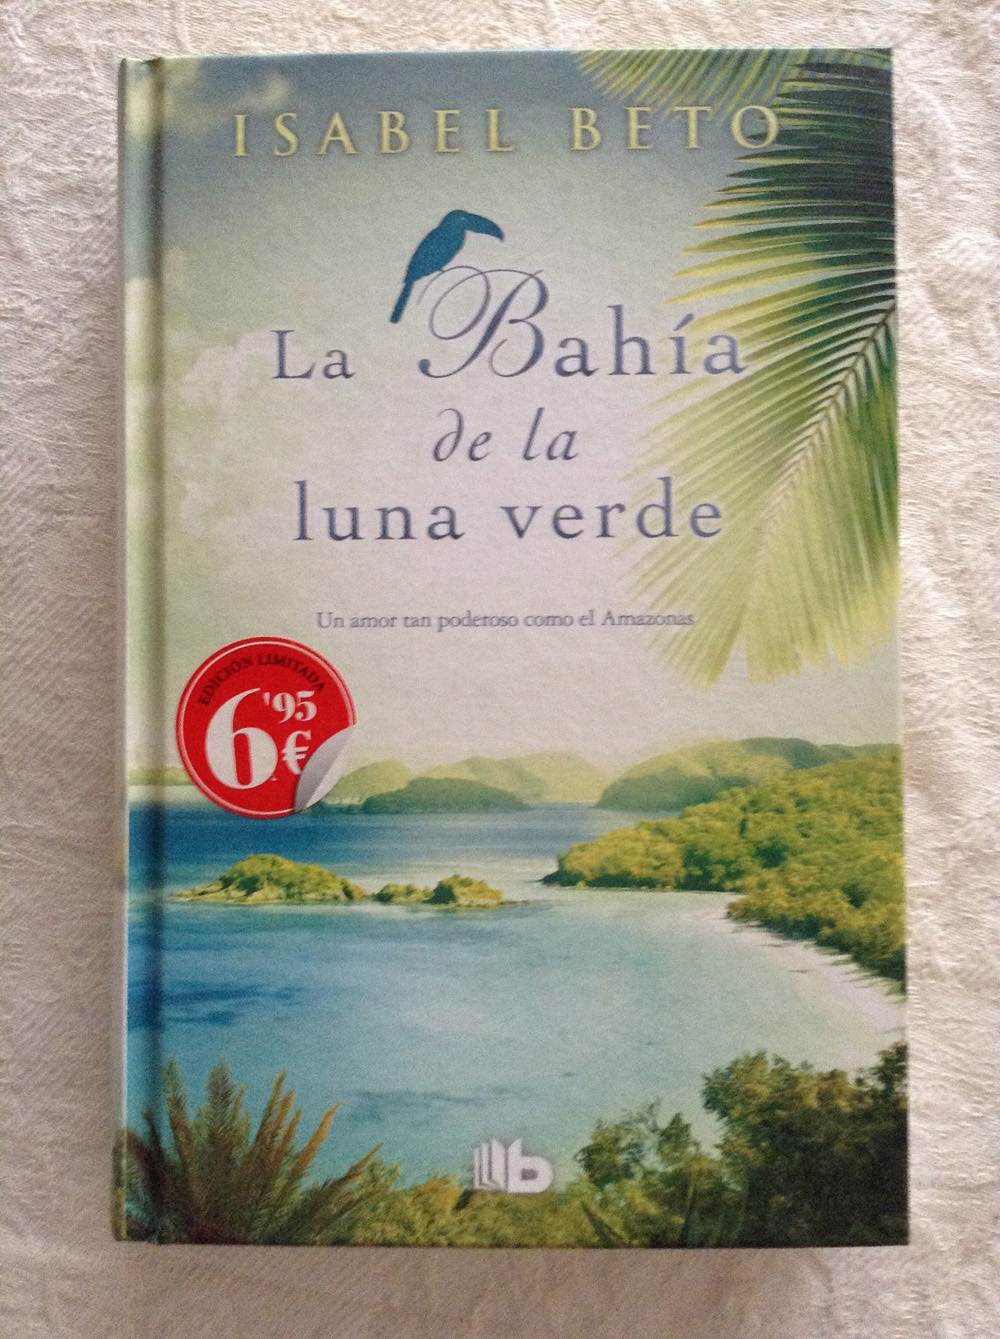 ISABEL BETO
La Bahía
de la
luna verde
Un amor tan poderoso como el Amazonas
EDICIÓN LIMITADA
6'95
€
b